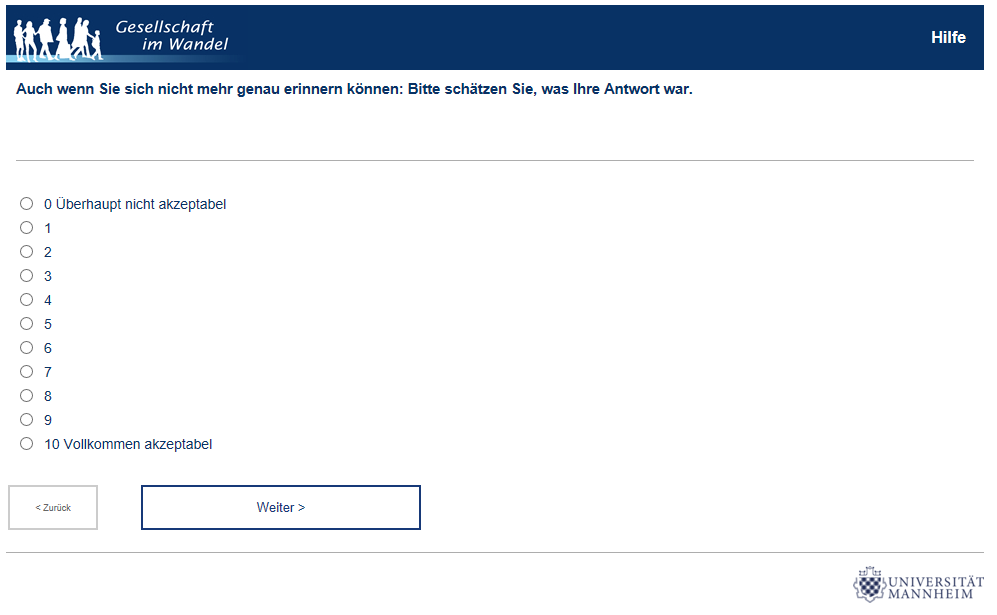 Gesellschaft
im Wandel
Hilfe
Auch wenn Sie sich nicht mehr genau erinnern können: Bitte schätzen Sie, was Ihre Antwort war.
0 Überhaupt nicht akzeptabel
1
2
3
4
5
6
7
8
9
10 Vollkommen akzeptabel
< Zurück
Weiter >
UNIVERSITÄT
MANNHEIM